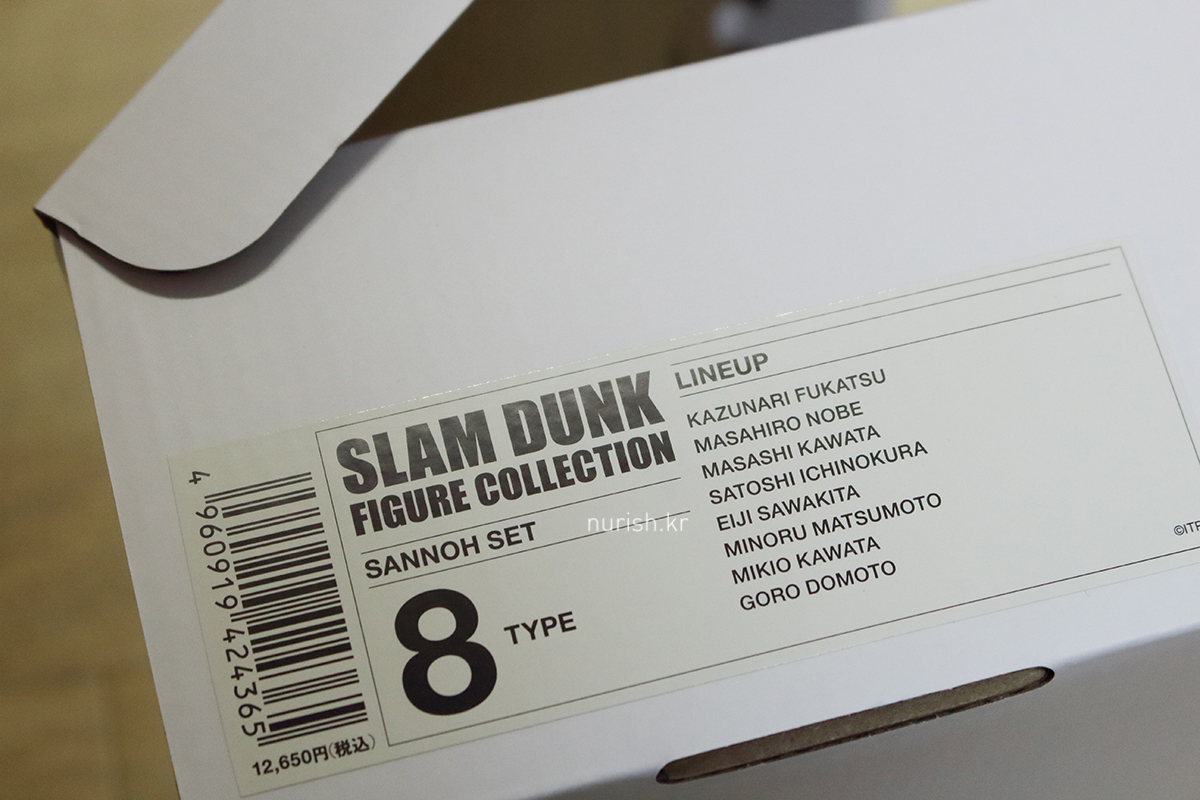 SLAM DUNK
FIGURE COLLECTION
SANNOH SET
8 TYPE
LINEUP
KAZUNARI FUKATSU
MASAHIRO NOBE
MASASHI KAWATA
SATOSHI ICHINOKURA
EIJI SAWAKITA
MINORU MATSUMOTO
MIKIO KAWATA
GORO DOMOTO
4 960919 424365
12,650円(税込)
nurish.kr